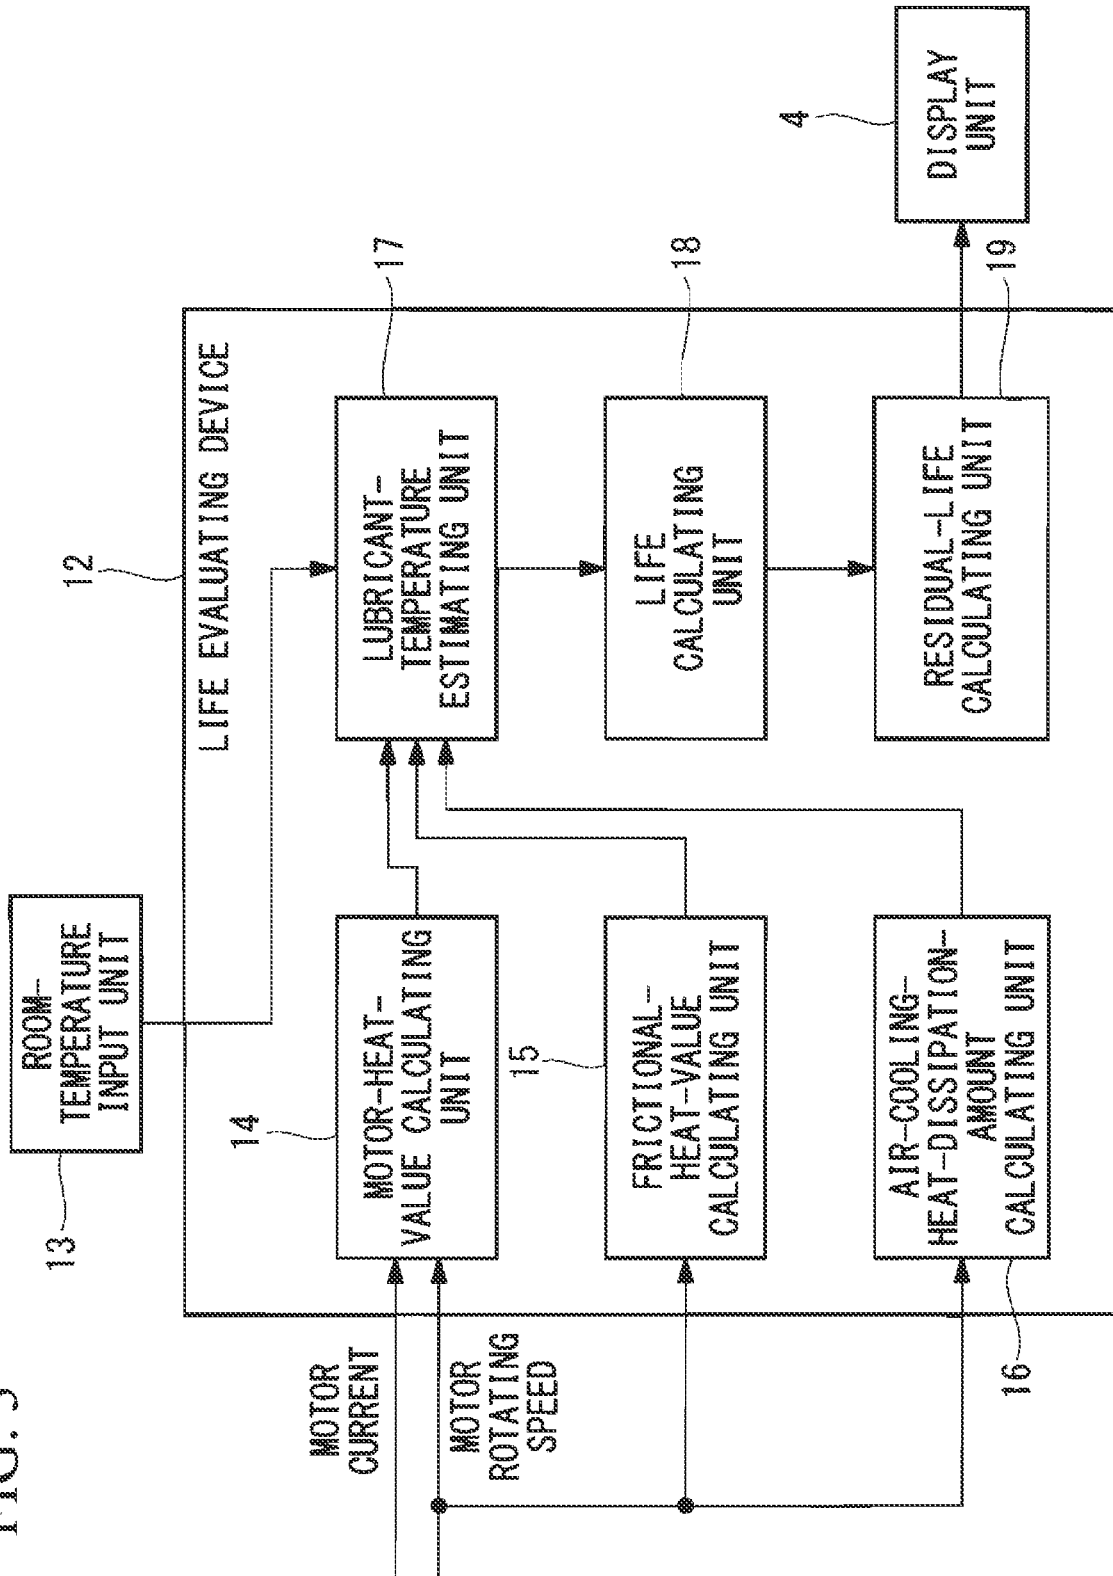 FIG. 3
ROOM-
TEMPERATURE
INPUT UNIT
13
12
LIFE EVALUATING DEVICE
MOTOR
CURRENT
MOTOR
ROTATING
SPEED
14
MOTOR-HEAT-
VALUE CALCULATING
UNIT
15
FRICTIONAL-
HEAT-VALUE
CALCULATING UNIT
16
AIR-COOLING-
HEAT-DISSIPATION-
AMOUNT
CALCULATING UNIT
17
LUBRICANT-
TEMPERATURE
ESTIMATING UNIT
18
LIFE
CALCULATING
UNIT
19
RESIDUAL-LIFE
CALCULATING UNIT
4
DISPLAY
UNIT